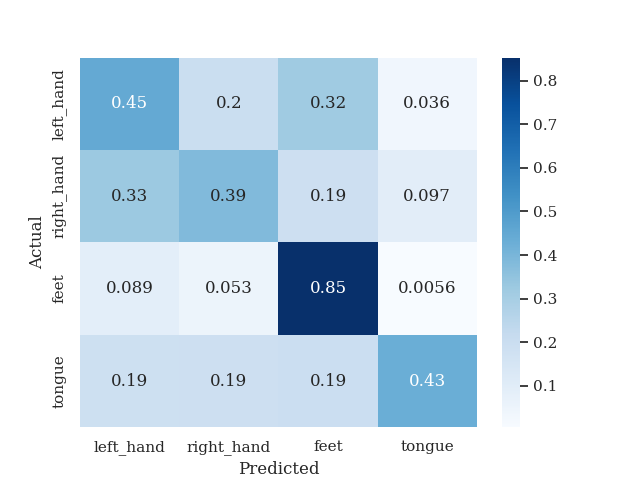 left_hand 0.45 0.2 0.32 0.036
right_hand 0.33 0.39 0.19 0.097
feet 0.089 0.053 0.85 0.0056
tongue 0.19 0.19 0.19 0.43
left_hand right_hand feet tongue
Predicted
Actual
0.8
0.7
0.6
0.5
0.4
0.3
0.2
0.1